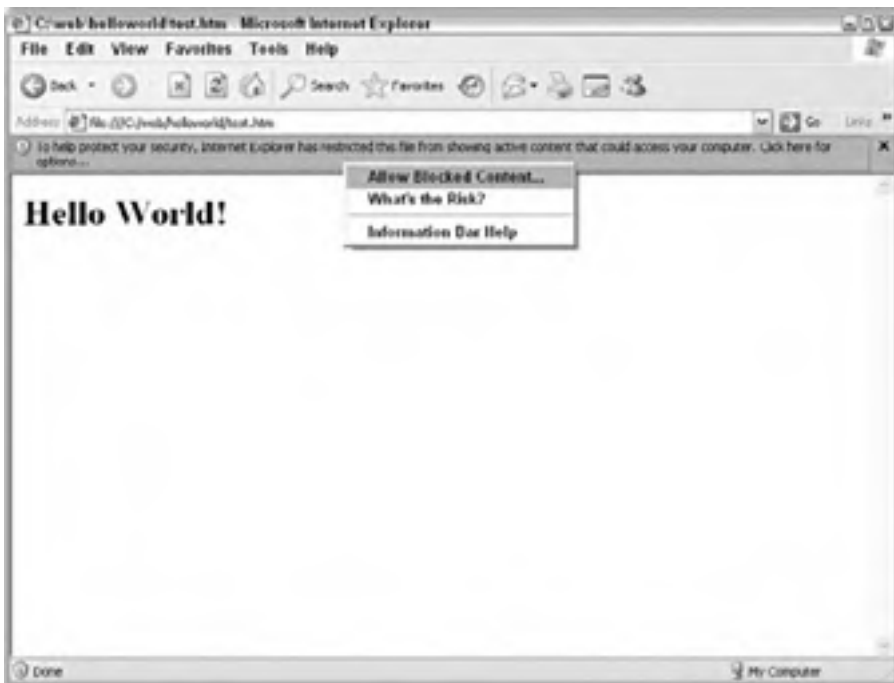 C:\web\helloworld\test.htm - Microsoft Internet Explorer
File Edit View Favorites Tools Help
Back Search Favorites
Address file:///C:/web/helloworld/test.htm Go Links »
To help protect your security, Internet Explorer has restricted this file from showing active content that could access your computer. Click here for
options...
Allow Blocked Content...
What's the Risk?
Information Bar Help
Hello World!
Done My Computer